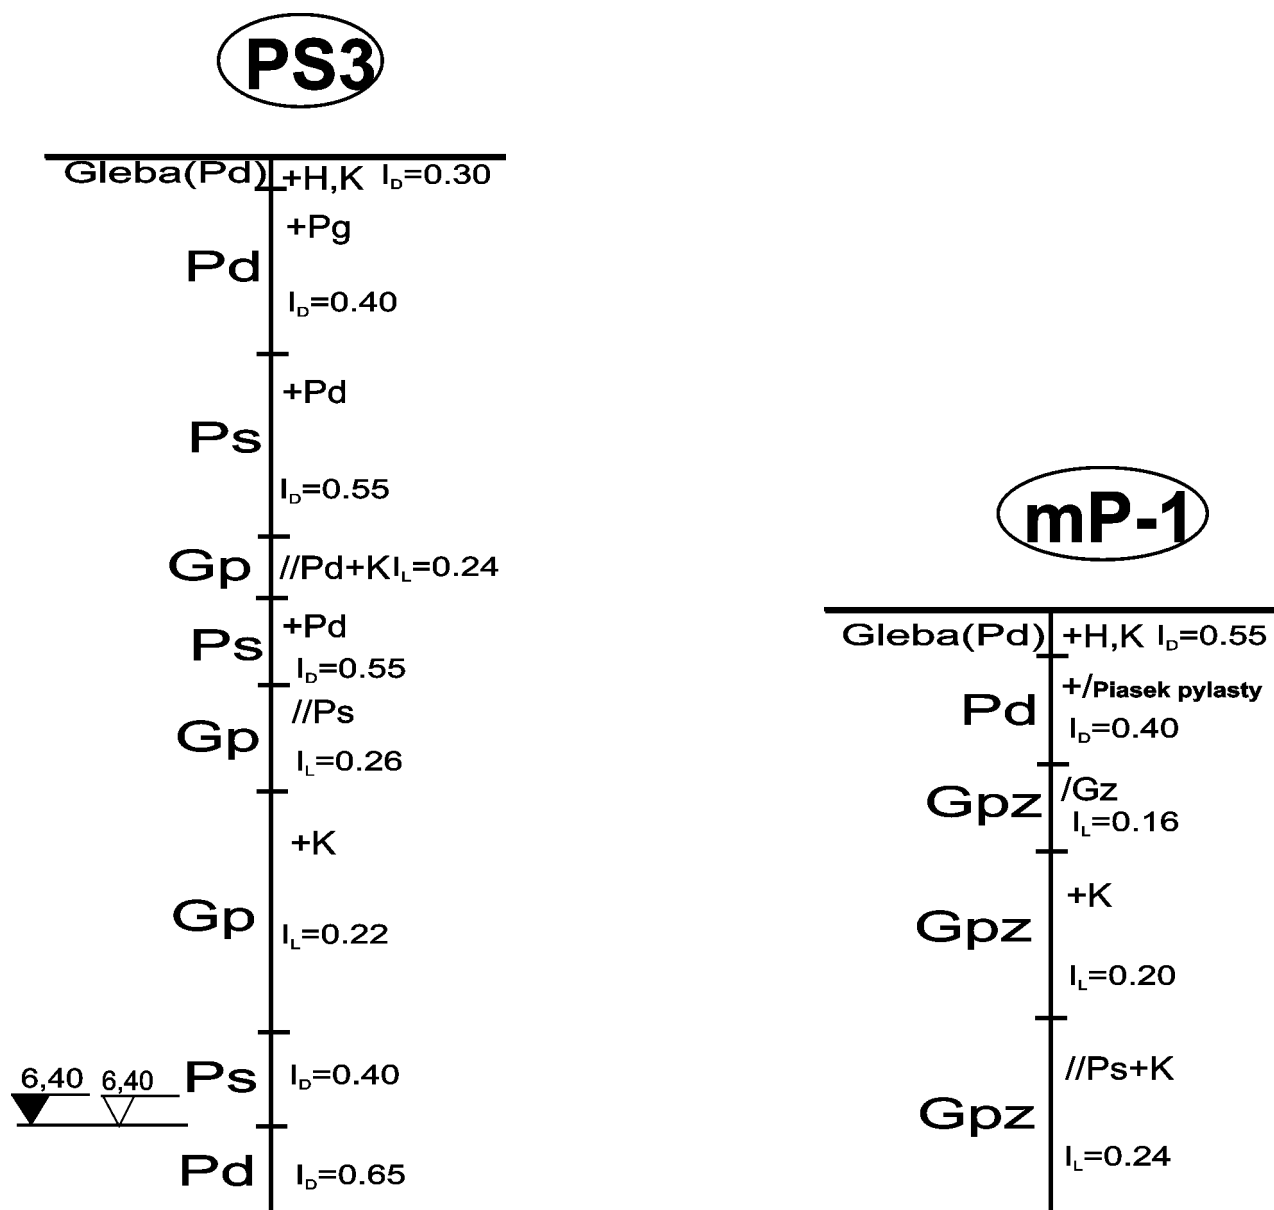 PS3
Gleba(Pd) +H,K I_D=0.30
+Pg
Pd
I_D=0.40
+Pd
Ps
I_D=0.55
Gp //Pd+K I_L=0.24
+Pd
Ps
I_D=0.55
//Ps
Gp
I_L=0.26
+K
Gp
I_L=0.22
6,40 6,40 Ps I_D=0.40
Pd I_D=0.65
mP-1
Gleba(Pd) +H,K I_D=0.55
+/Piasek pylasty
Pd
I_D=0.40
/Gz
Gpz
I_L=0.16
+K
Gpz
I_L=0.20
//Ps+K
Gpz
I_L=0.24